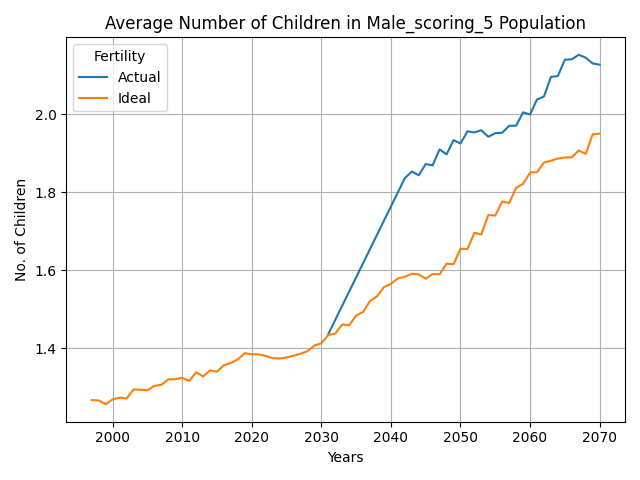 Average Number of Children in Male_scoring_5 Population
Fertility
Actual
Ideal
No. of Children
2.0
1.8
1.6
1.4
2000 2010 2020 2030 2040 2050 2060 2070
Years